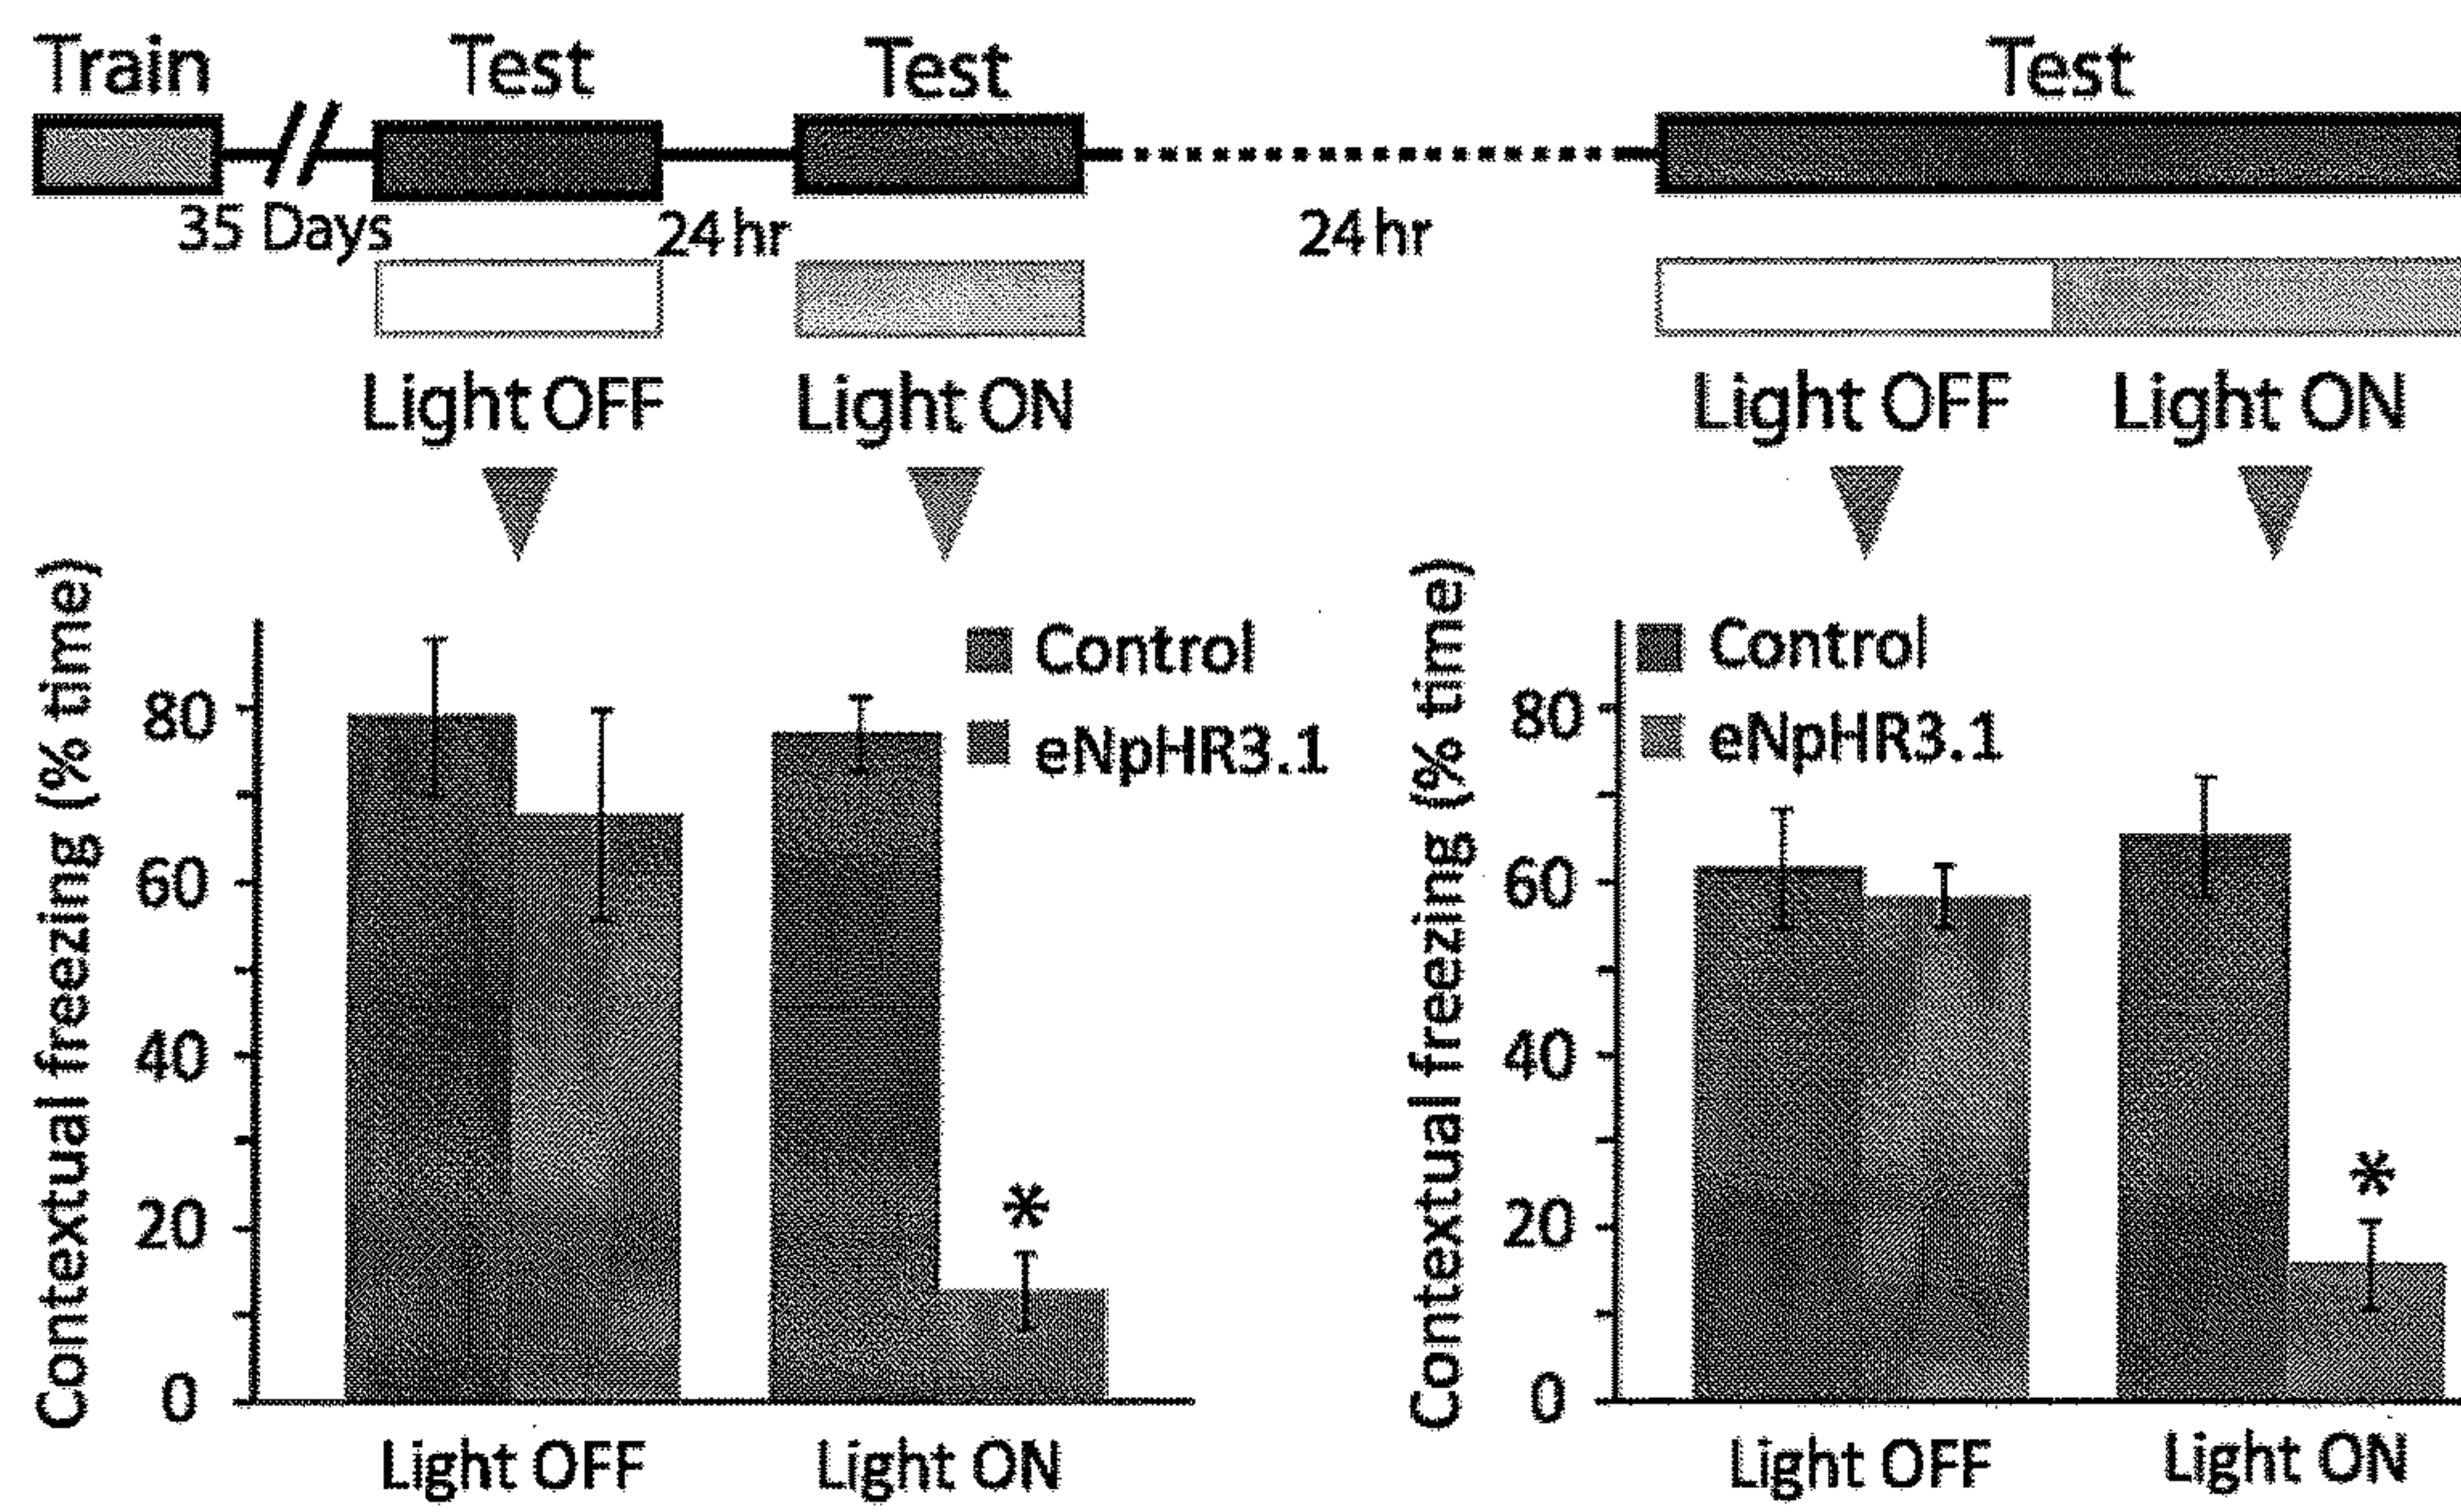 Train Test Test Test
35 Days 24 hr 24 hr
Light OFF Light ON Light OFF Light ON
Contextual freezing (% time)
80
60
40
20
0
Control
eNpHR3.1
*
Light OFF Light ON
Contextual freezing (% time)
80
60
40
20
0
Control
eNpHR3.1
*
Light OFF Light ON